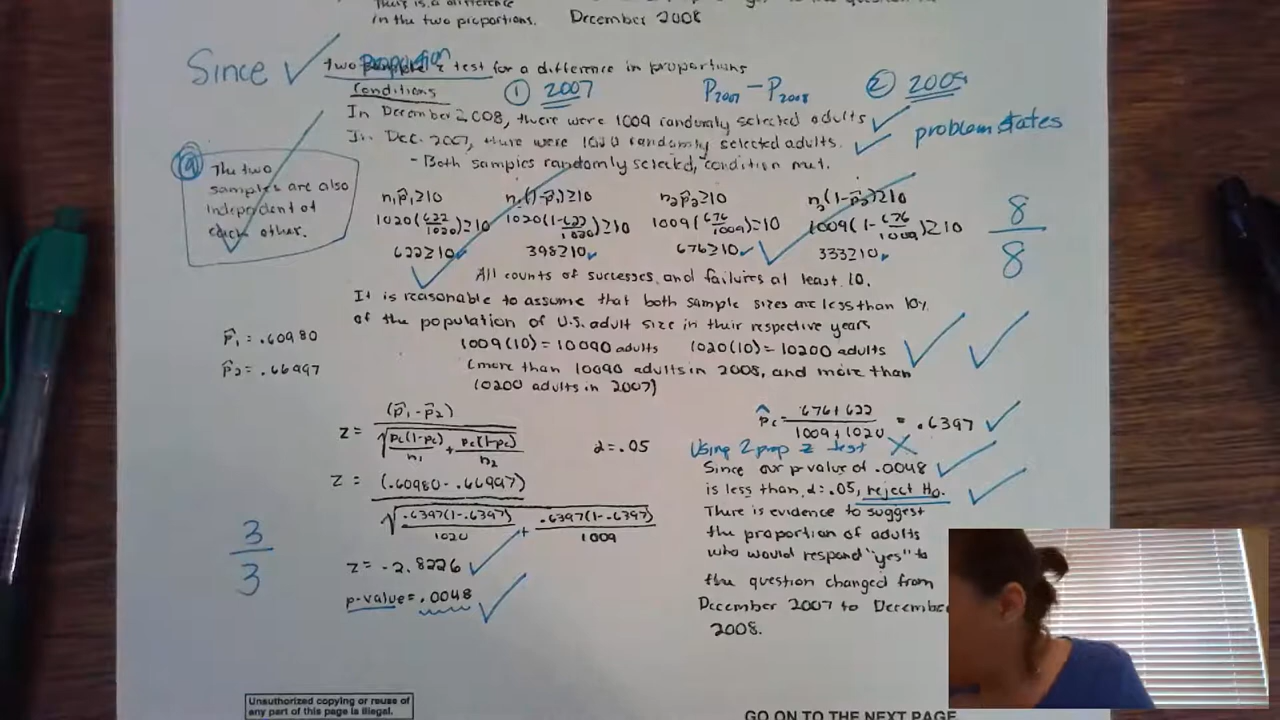 This is a difference
in the two proportions. December 2008
Since
proportion
two sample z test for a difference in proportions
Conditions
① 2007
P2007 - P2008
②
In December 2008, there were 1009 randomly selected adults
In Dec. 2007, there were 1020 randomly selected adults.
problem states
- Both samples randomly selected, condition met.
a
The two
samples are also
independent of
each other.
n₁p̂₁≥10 n₁(1-p̂₁)≥10 n₂p̂₂≥10 n₂(1-p̂₂)≥10
1020(622/1020)≥10 1020(1-622/1020)≥10 1009(676/1009)≥10 1009(1-676/1009)≥10
622≥10 398≥10 676≥10 333≥10
8/8
All counts of successes and failures at least 10.
It is reasonable to assume that both sample sizes are less than 10%
of the population of U.S. adult size in their respective years
1009(10) = 10090 adults 1020(10) = 10200 adults
(more than 10090 adults in 2008, and more than
10200 adults in 2007)
p̂₁ = .60980
p̂₂ = .66997
z = (p̂₁-p̂₂) / √(pc(1-pc)/n₁ + pc(1-pc)/n₂)
α = .05
z = (.60980-.66997) / √(.6397(1-.6397)/1020 + .6397(1-.6397)/1009)
z = -2.8226
p-value = .0048
3/3
p̂c = 676+622 / 1009+1020 = .6397
Using 2 prop z test
Since our p-value of .0048
is less than α=.05, reject H₀.
There is evidence to suggest
the proportion of adults
who would respond "yes" to
the question changed from
December 2007 to December
2008.
Unauthorized copying or reuse of
any part of this page is illegal.
GO ON TO THE NEXT PAGE